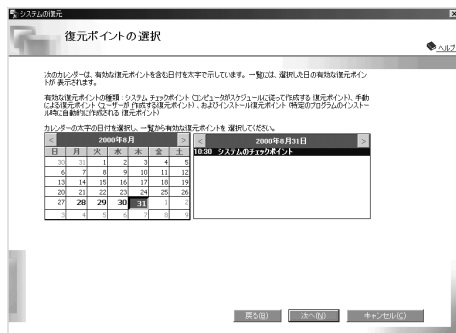 システムの復元
復元ポイントの選択
ヘルプ
次のカレンダーは、有効な復元ポイントを含む日付を太字で示しています。一覧には、選択した日の有効な復元ポイン
トが 表示されます。
有効な復元ポイントの種類 : システム チェックポイント (コンピュータがスケジュールに従って作成する 復元ポイント)、手動
による復元ポイント (ユーザーが 作成する復元ポイント) 、およびインストール復元ポイント (特定のプログラムのインストー
ル時に自動的に作成される 復元ポイント)
カレンダーの太字の日付を選択し、一覧から有効な復元ポイントを 選択してください。
< 2000年8月 >
日 月 火 水 木 金 土
30 31 1 2 3 4 5
6 7 8 9 10 11 12
13 14 15 16 17 18 19
20 21 22 23 24 25 26
27 28 29 30 31 1 2
3 4 5 6 7 8 9
< 2000年8月31日 >
10:30 システムのチェックポイント
戻る(B) 次へ(N) キャンセル(C)